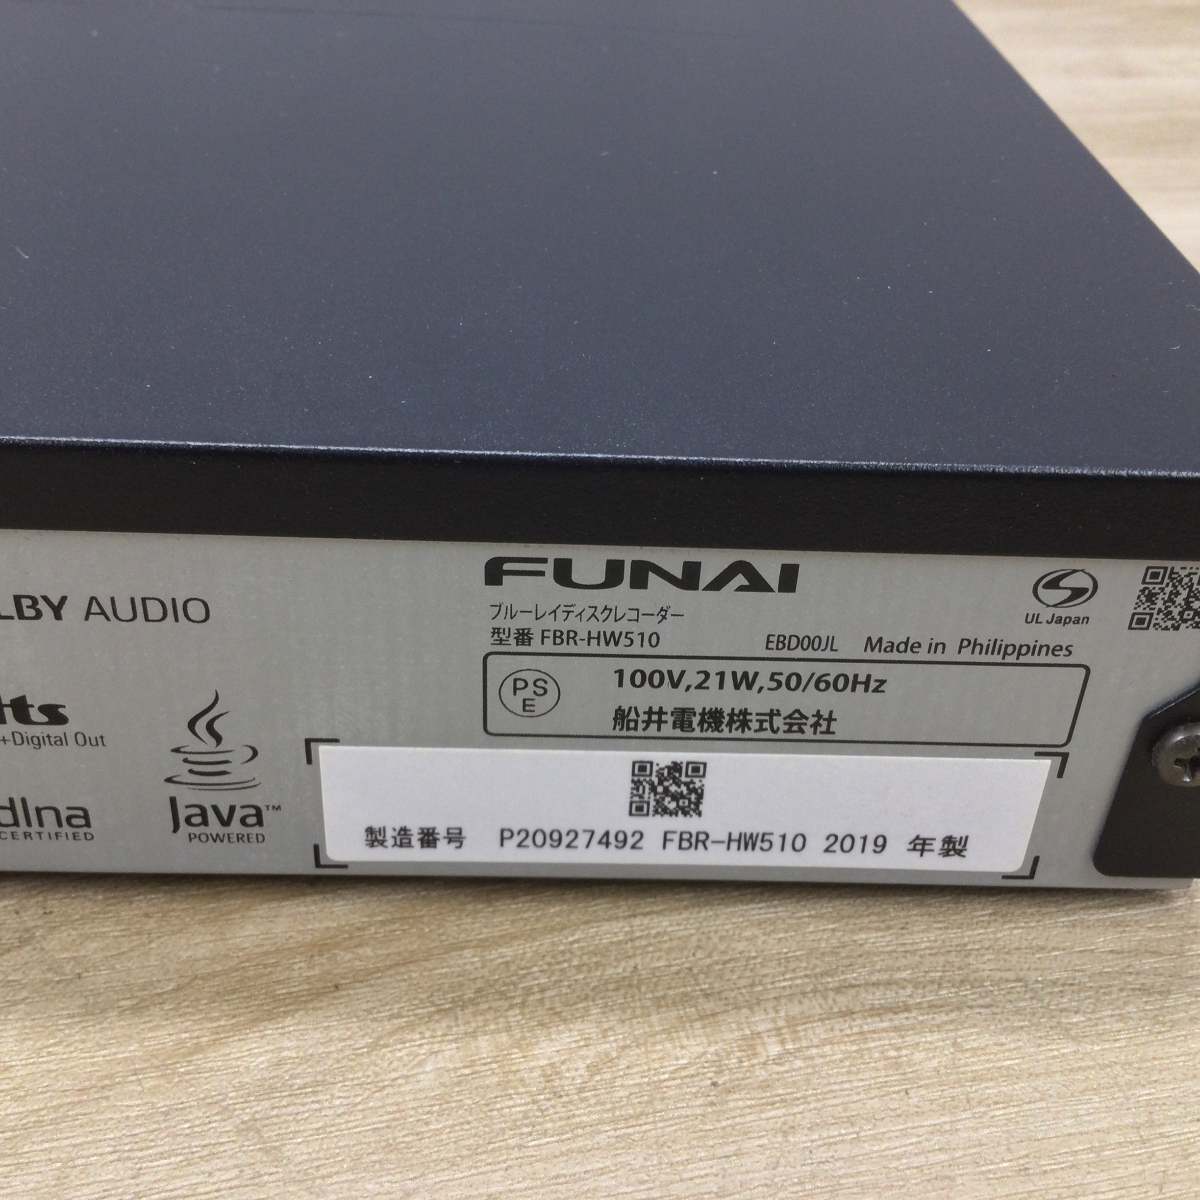 AUDIO
FUNAI
ブルーレイディスクレコーダー
型番 FBR-HW510
EBD00JL Made in Philippines
UL Japan
PS
E
100V,21W,50/60Hz
船井電機株式会社
+Digital Out
Java™
POWERED
dlna
CERTIFIED
製造番号 P20927492 FBR-HW510 2019 年製